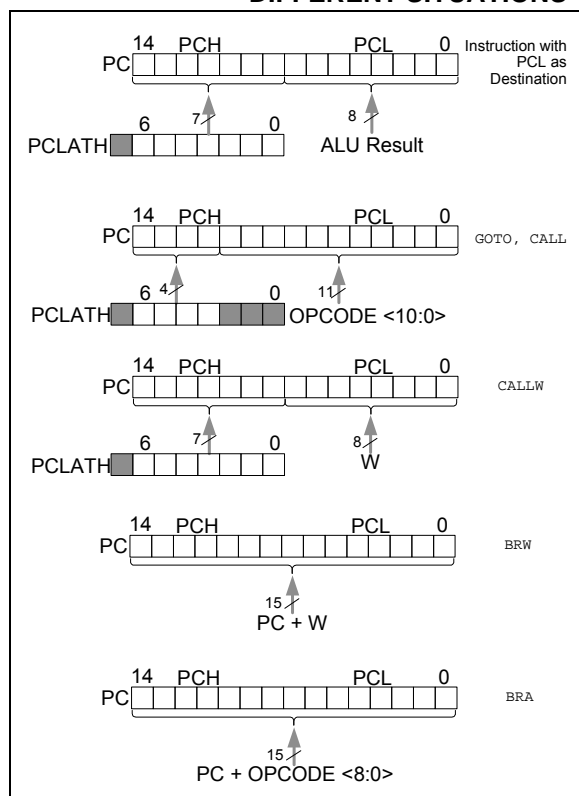 DIFFERENT SITUATIONS
14 PCH PCL 0
PC
Instruction with
PCL as
Destination
7 8
6 0
PCLATH
ALU Result
14 PCH PCL 0
PC
GOTO, CALL
4 11
6 0
PCLATH
OPCODE <10:0>
14 PCH PCL 0
PC
CALLW
7 8
6 0
PCLATH
W
14 PCH PCL 0
PC
BRW
15
PC + W
14 PCH PCL 0
PC
BRA
15
PC + OPCODE <8:0>